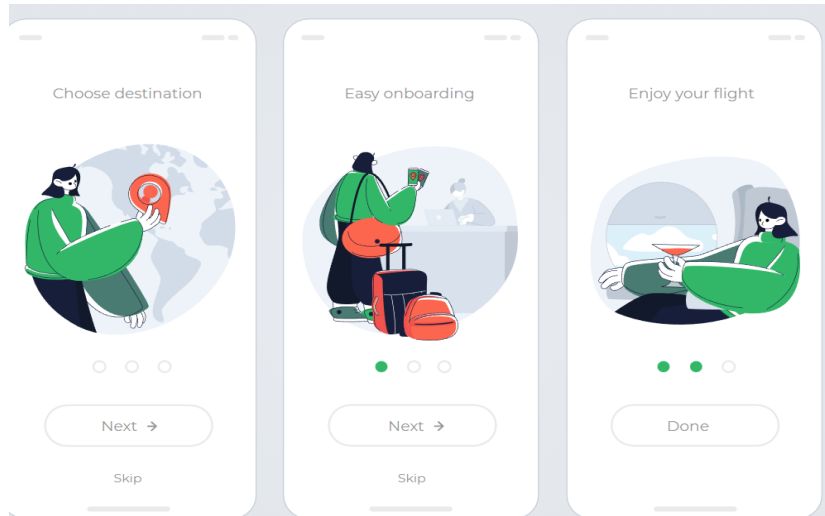 Choose destination
Next →
Skip
Easy onboarding
Next →
Skip
Enjoy your flight
Done